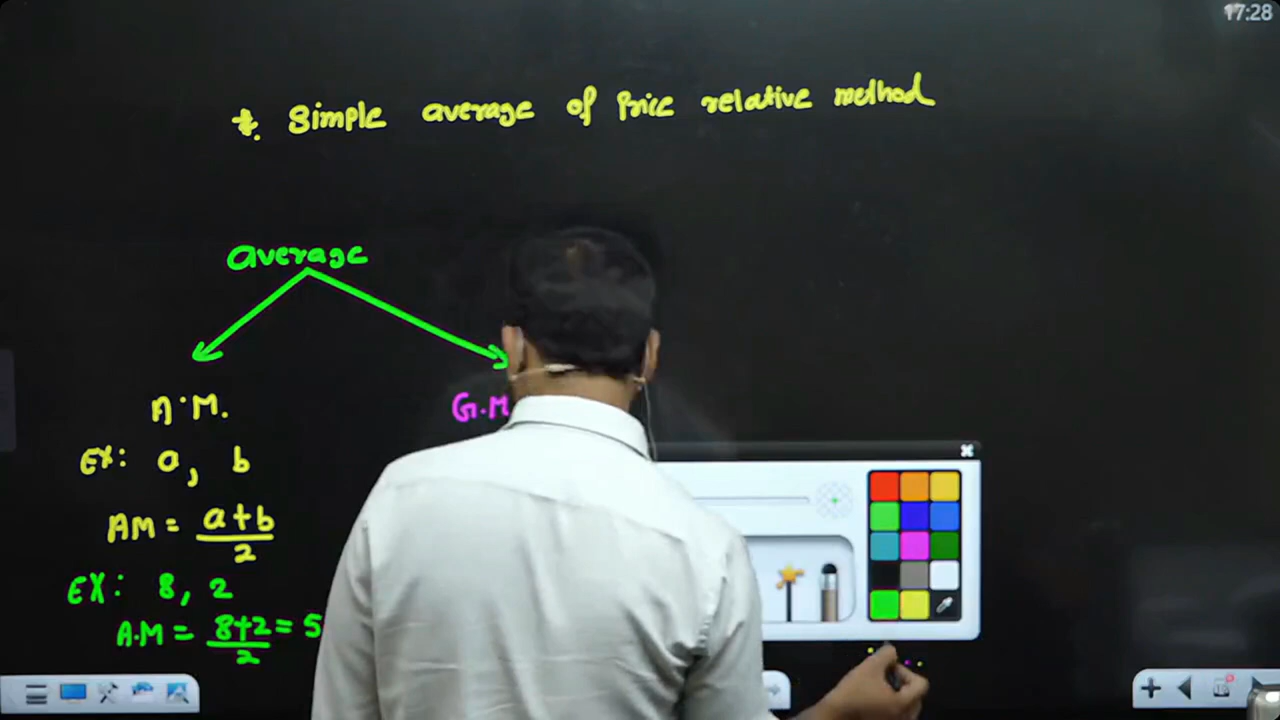 17:28
*. Simple average of Price relative method
average
A.M.
G.M
EX: a, b
AM = a+b/2
EX: 8, 2
A.M = 8+2/2 = 5